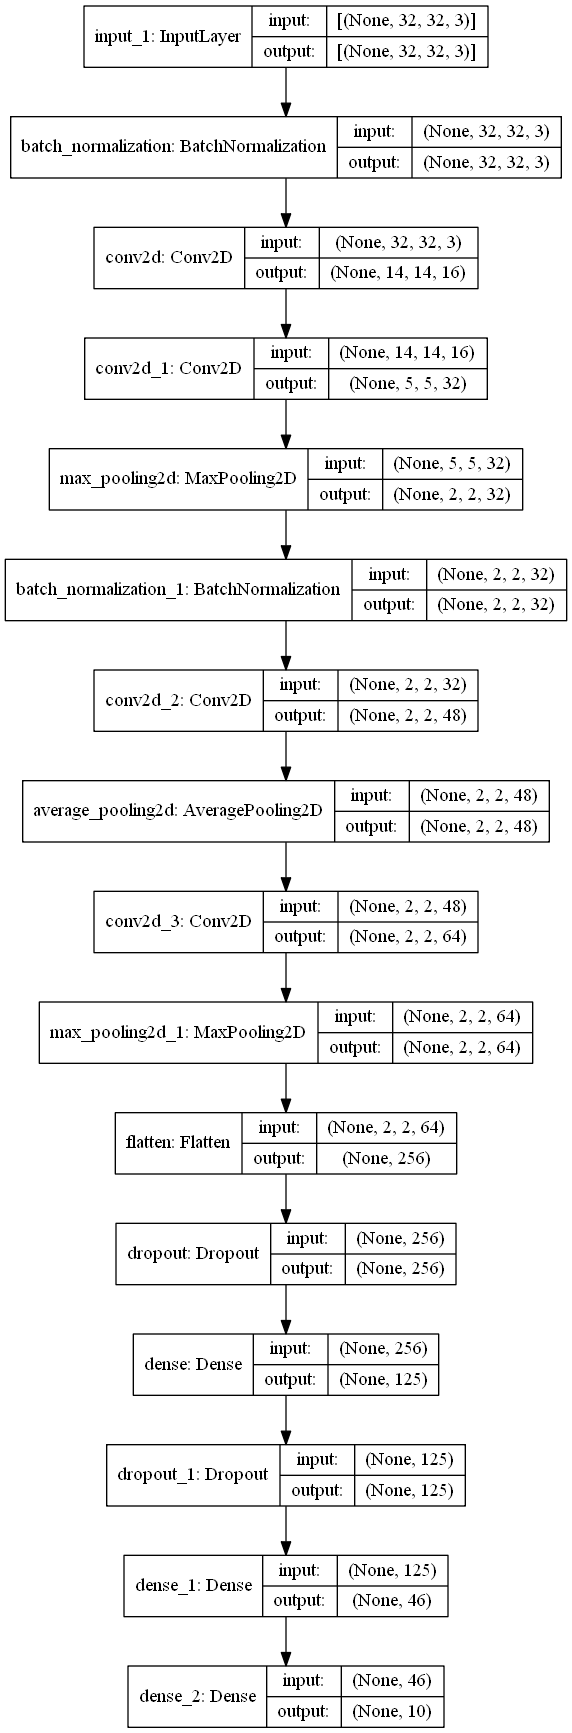 input_1: InputLayer
input:
[(None, 32, 32, 3)]
output:
[(None, 32, 32, 3)]
batch_normalization: BatchNormalization
input:
(None, 32, 32, 3)
output:
(None, 32, 32, 3)
conv2d: Conv2D
input:
(None, 32, 32, 3)
output:
(None, 14, 14, 16)
conv2d_1: Conv2D
input:
(None, 14, 14, 16)
output:
(None, 5, 5, 32)
max_pooling2d: MaxPooling2D
input:
(None, 5, 5, 32)
output:
(None, 2, 2, 32)
batch_normalization_1: BatchNormalization
input:
(None, 2, 2, 32)
output:
(None, 2, 2, 32)
conv2d_2: Conv2D
input:
(None, 2, 2, 32)
output:
(None, 2, 2, 48)
average_pooling2d: AveragePooling2D
input:
(None, 2, 2, 48)
output:
(None, 2, 2, 48)
conv2d_3: Conv2D
input:
(None, 2, 2, 48)
output:
(None, 2, 2, 64)
max_pooling2d_1: MaxPooling2D
input:
(None, 2, 2, 64)
output:
(None, 2, 2, 64)
flatten: Flatten
input:
(None, 2, 2, 64)
output:
(None, 256)
dropout: Dropout
input:
(None, 256)
output:
(None, 256)
dense: Dense
input:
(None, 256)
output:
(None, 125)
dropout_1: Dropout
input:
(None, 125)
output:
(None, 125)
dense_1: Dense
input:
(None, 125)
output:
(None, 46)
dense_2: Dense
input:
(None, 46)
output:
(None, 10)